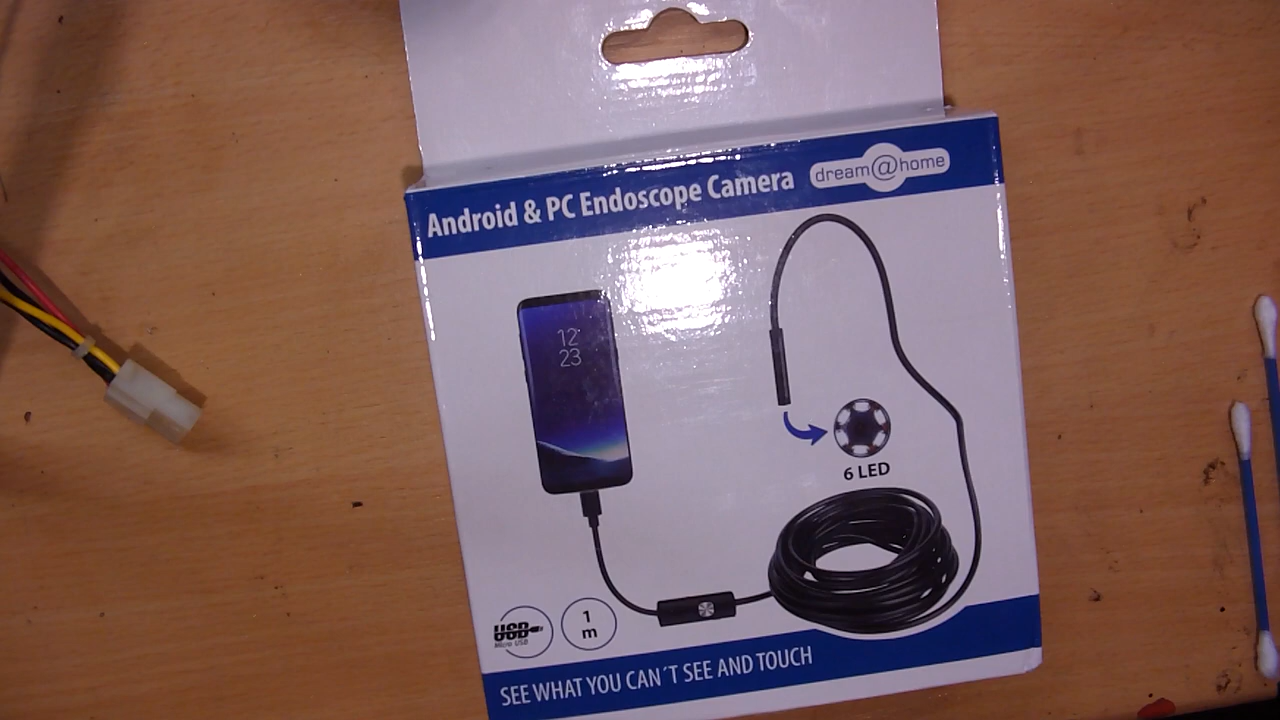 Android & PC Endoscope Camera
dream@home
12
23
6 LED
USB
Micro USB
1
m
SEE WHAT YOU CAN´T SEE AND TOUCH